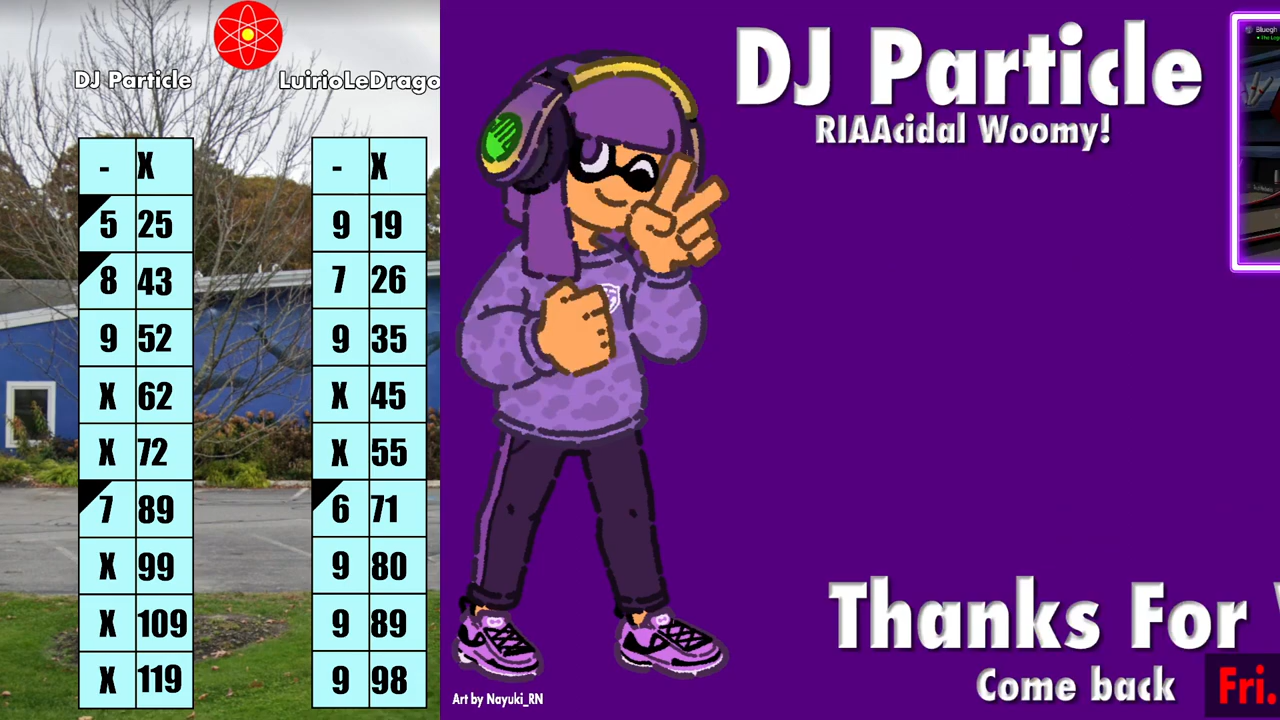 DJ Particle
LuirioLeDrago
- X
5 25
8 43
9 52
X 62
X 72
7 89
X 99
X 109
X 119
- X
9 19
7 26
9 35
X 45
X 55
6 71
9 80
9 89
9 98
DJ Particle
RIAAcidal Woomy!
Thanks For
Come back Fri.
Art by Nayuki_RN